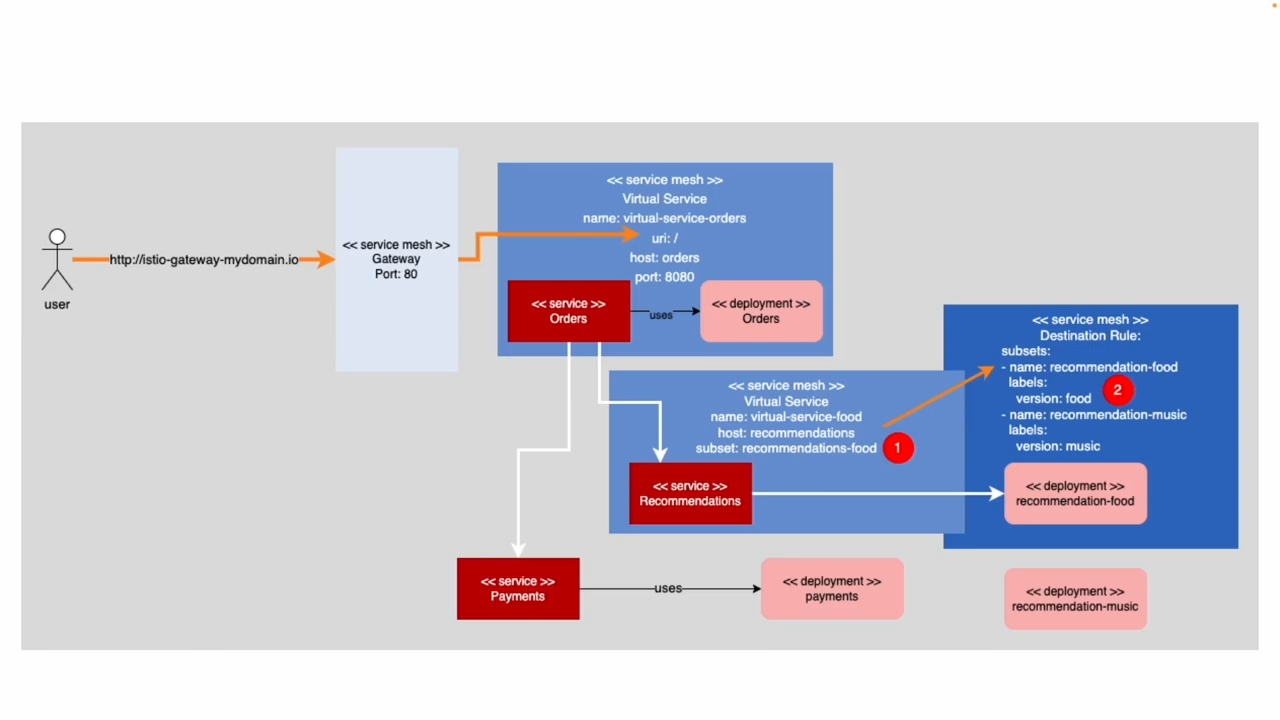 user
http://istio-gateway-mydomain.io
<< service mesh >>
Gateway
Port: 80
<< service mesh >>
Virtual Service
name: virtual-service-orders
uri: /
host: orders
port: 8080
<< service >>
Orders
uses
<< deployment >>
Orders
<< service mesh >>
Virtual Service
name: virtual-service-food
host: recommendations
subset: recommendations-food
1
<< service >>
Recommendations
<< service mesh >>
Destination Rule:
subsets:
- name: recommendation-food
labels:
version: food
2
- name: recommendation-music
labels:
version: music
<< deployment >>
recommendation-food
<< service >>
Payments
uses
<< deployment >>
payments
<< deployment >>
recommendation-music